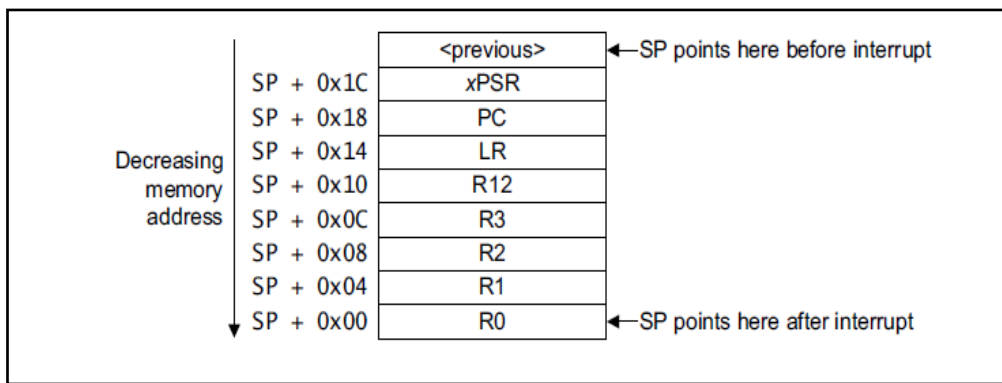 <previous> SP points here before interrupt
SP + 0x1C xPSR
SP + 0x18 PC
SP + 0x14 LR
Decreasing
memory
address
SP + 0x10 R12
SP + 0x0C R3
SP + 0x08 R2
SP + 0x04 R1
SP + 0x00 R0 SP points here after interrupt